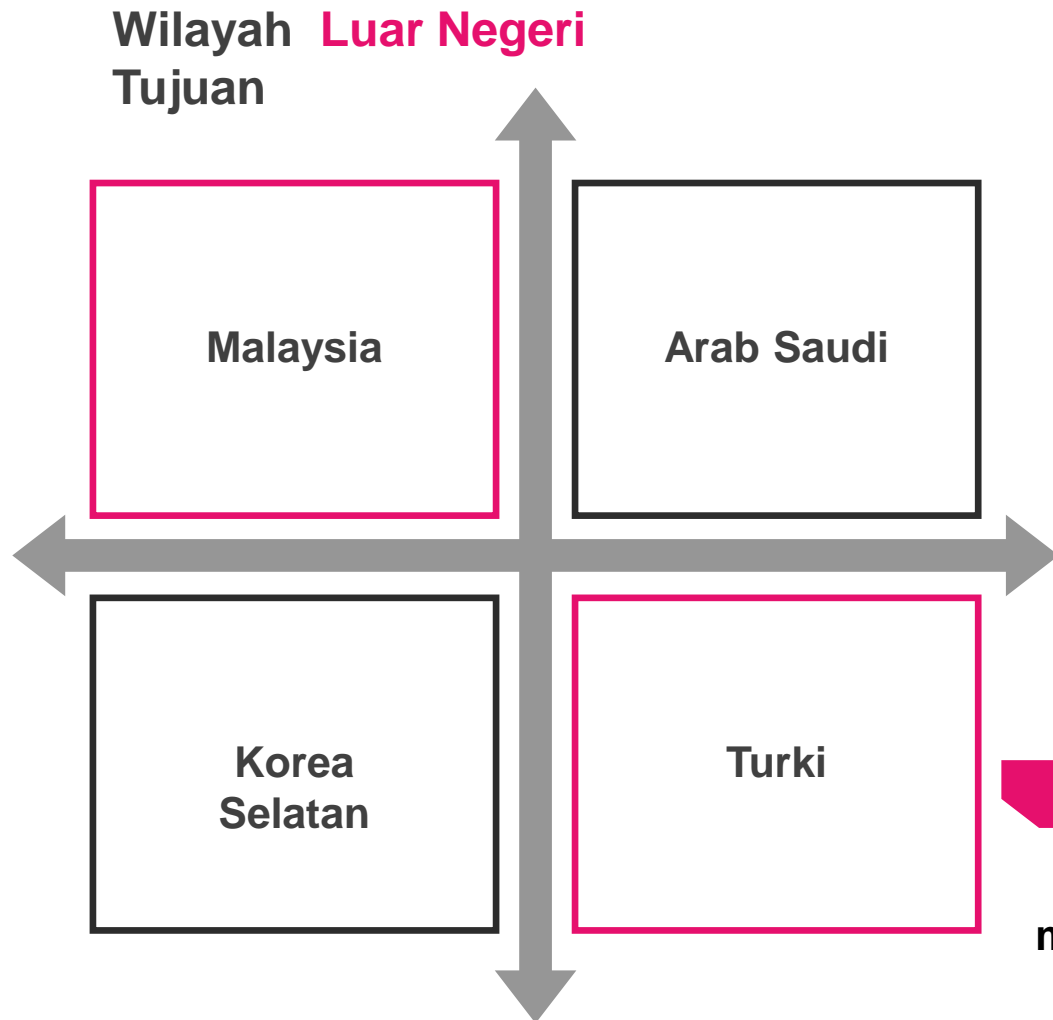 Wilayah Luar Negeri
Tujuan
Malaysia
Arab Saudi
Korea
Selatan
Turki